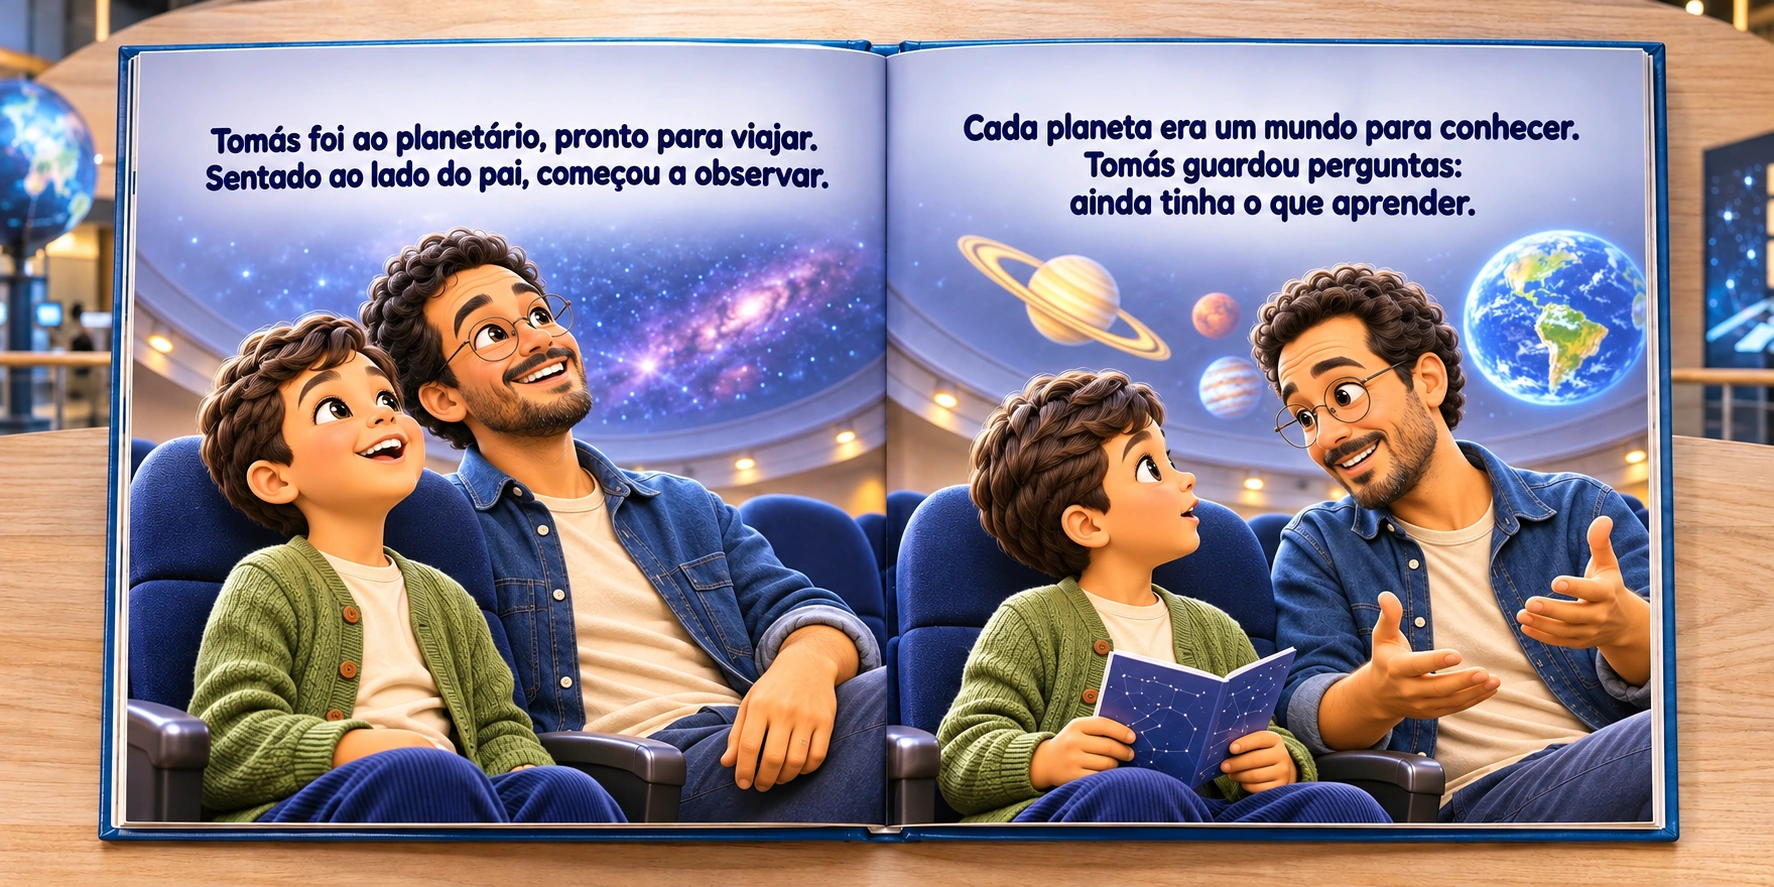 Tomás foi ao planetário, pronto para viajar.
Sentado ao lado do pai, começou a observar.
Cada planeta era um mundo para conhecer.
Tomás guardou perguntas:
ainda tinha o que aprender.